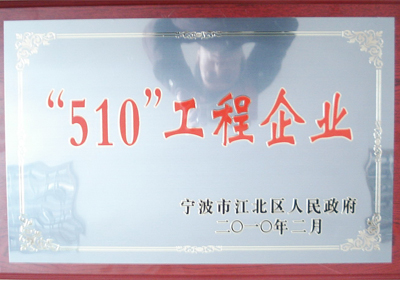 “510”工程企业
宁波市江北区人民政府
二〇一〇年二月